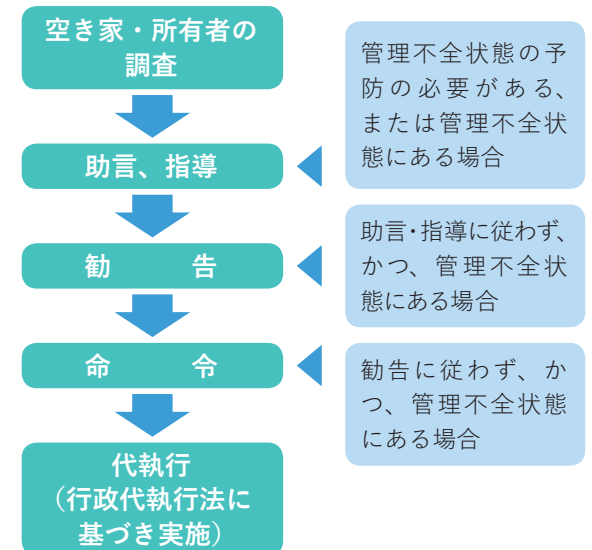 空き家・所有者の
調査
管理不全状態の予
防の必要がある、
または管理不全状
態にある場合
助言、指導
助言・指導に従わず、
かつ、管理不全状
態にある場合
勧　　告
勧告に従わず、か
つ、管理不全状態
にある場合
命　　令
代執行
（行政代執行法に
基づき実施）